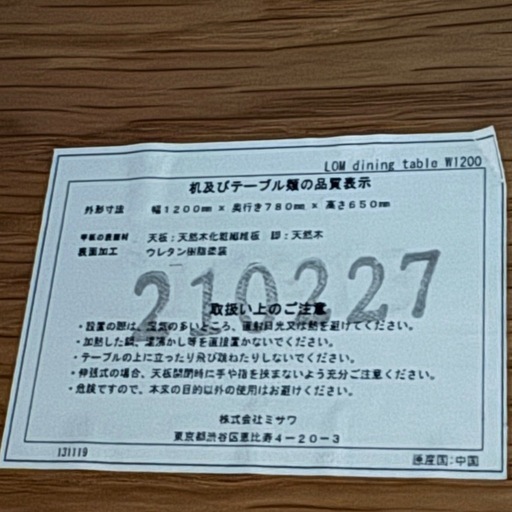 LOM dining table W1200
机及びテーブル類の品質表示
外形寸法 幅1200mm × 奥行き780mm × 高さ650mm
甲板の表面材 天板：天然木化粧繊維板 脚：天然木
表面加工 ウレタン樹脂塗装
210227
取扱い上のご注意
・設置の際は、湿気の多いところ、直射日光又は熱を避けてください。
・加熱した鍋、湯沸かし等を直接置かないでください。
・テーブルの上に立ったり飛び跳ねたりしないでください。
・伸長式の場合、天板開閉時に手や指を挟まないよう充分ご注意ください。
・危険ですので、本来の目的以外の使用はお避けください。
株式会社ミサワ
東京都渋谷区恵比寿4－20－3
131119
原産国：中国